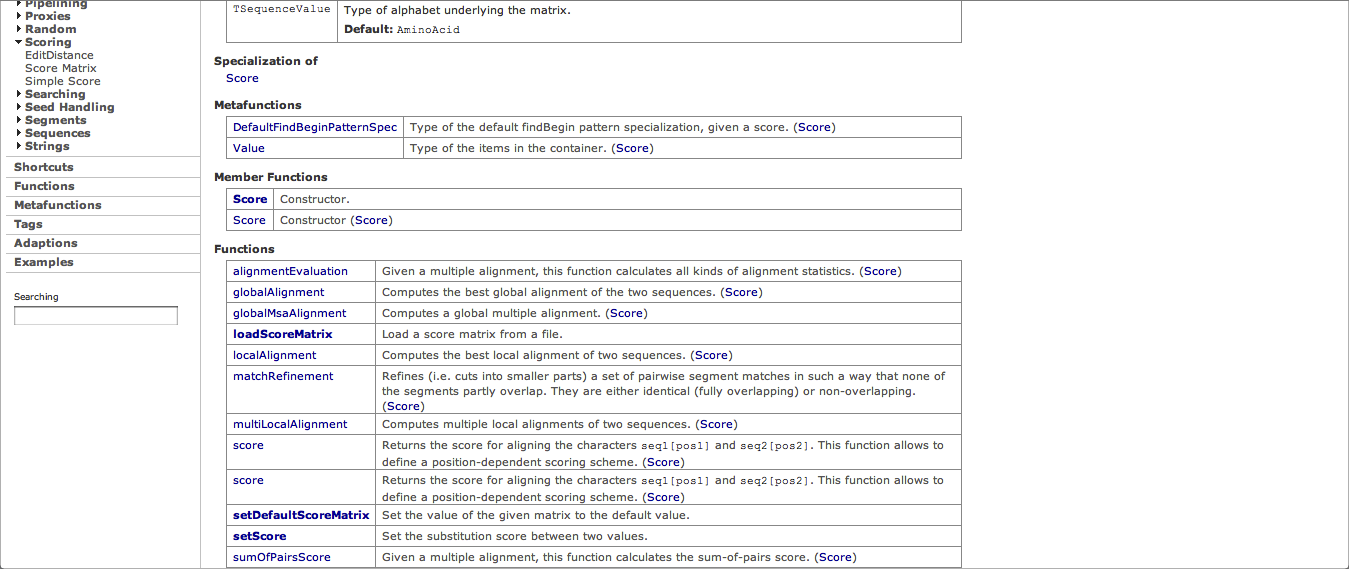 Pipelining
Proxies
Random
Scoring
EditDistance
Score Matrix
Simple Score
Searching
Seed Handling
Segments
Sequences
Strings
Shortcuts
Functions
Metafunctions
Tags
Adaptions
Examples
Searching
TSequenceValue Type of alphabet underlying the matrix.
Default: AminoAcid
Specialization of
Score
Metafunctions
DefaultFindBeginPatternSpec Type of the default findBegin pattern specialization, given a score. (Score)
Value Type of the items in the container. (Score)
Member Functions
Score Constructor.
Score Constructor (Score)
Functions
alignmentEvaluation Given a multiple alignment, this function calculates all kinds of alignment statistics. (Score)
globalAlignment Computes the best global alignment of the two sequences. (Score)
globalMsaAlignment Computes a global multiple alignment. (Score)
loadScoreMatrix Load a score matrix from a file.
localAlignment Computes the best local alignment of two sequences. (Score)
matchRefinement Refines (i.e. cuts into smaller parts) a set of pairwise segment matches in such a way that none of
the segments partly overlap. They are either identical (fully overlapping) or non-overlapping.
(Score)
multiLocalAlignment Computes multiple local alignments of two sequences. (Score)
score Returns the score for aligning the characters seq1[pos1] and seq2[pos2]. This function allows to
define a position-dependent scoring scheme. (Score)
score Returns the score for aligning the characters seq1[pos1] and seq2[pos2]. This function allows to
define a position-dependent scoring scheme. (Score)
setDefaultScoreMatrix Set the value of the given matrix to the default value.
setScore Set the substitution score between two values.
sumOfPairsScore Given a multiple alignment, this function calculates the sum-of-pairs score. (Score)